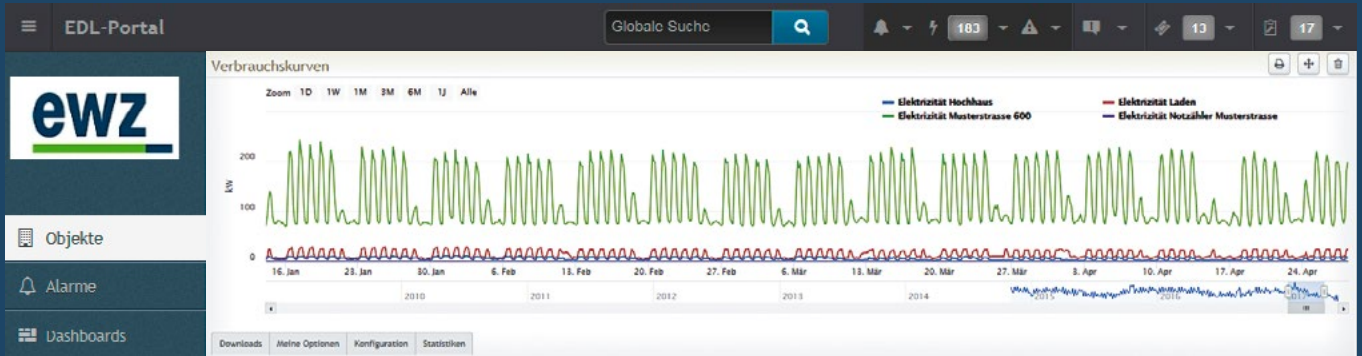 EDL-Portal
Globale Suche
183
13
17
ewz
Objekte
Alarme
Dashboards
Verbrauchskurven
Zoom 1D 1W 1M 3M 6M 1J Alle
Elektrizität Hochhaus
Elektrizität Laden
Elektrizität Musterstrasse 600
Elektrizität Notzähler Musterstrasse
kW
200
100
0
16. Jan 23. Jan 30. Jan 6. Feb 13. Feb 20. Feb 27. Feb 6. Mär 13. Mär 20. Mär 27. Mär 3. Apr 10. Apr 17. Apr 24. Apr
2010 2011 2012 2013 2014 2015 2016 2017
Downloads Meine Optionen Konfiguration Statistiken